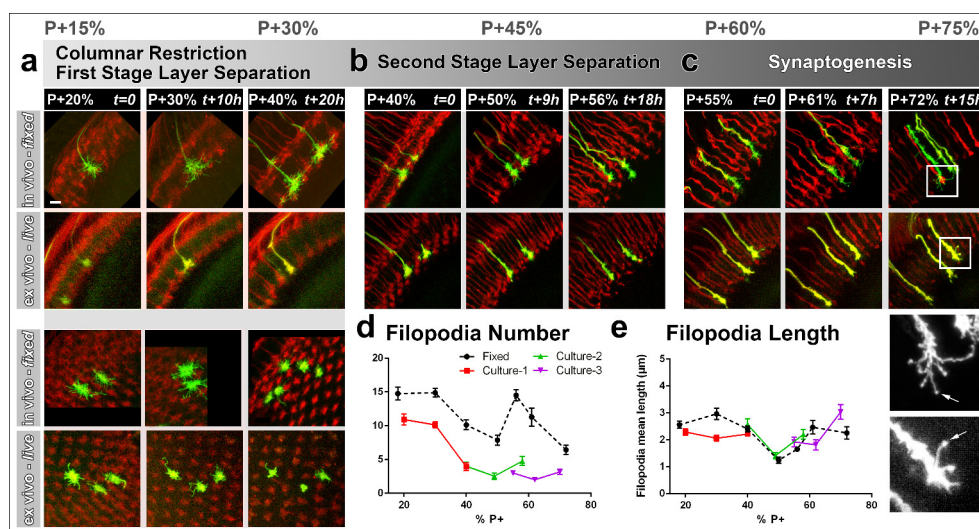 P+15% P+30% P+45% P+60% P+75%
a Columnar Restriction
First Stage Layer Separation
b Second Stage Layer Separation
c Synaptogenesis
P+20% t=0 P+30% t+10h P+40% t+20h
P+40% t=0 P+50% t+9h P+56% t+18h
P+55% t=0 P+61% t+7h P+72% t+15h
in vivo - fixed
ex vivo - live
in vivo - fixed
ex vivo - live
d Filopodia Number
Fixed
Culture-1
Culture-2
Culture-3
20
15
10
5
0
20 40 60 80
% P+
e Filopodia Length
Filopodia mean length (µm)
5
4
3
2
1
0
20 40 60 80
% P+